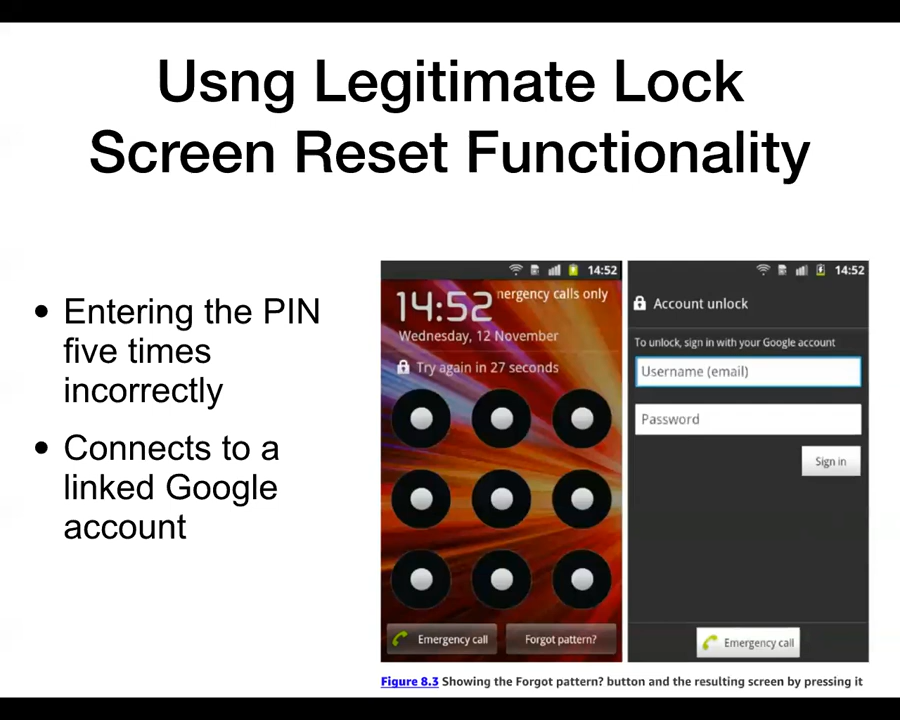 Usng Legitimate Lock
Screen Reset Functionality
• Entering the PIN
five times
incorrectly
• Connects to a
linked Google
account
14:52
14:52 mergency calls only
Wednesday, 12 November
Try again in 27 seconds
Emergency call
Forgot pattern?
14:52
Account unlock
To unlock, sign in with your Google account
Username (email)
Password
Sign in
Emergency call
Figure 8.3 Showing the Forgot pattern? button and the resulting screen by pressing it